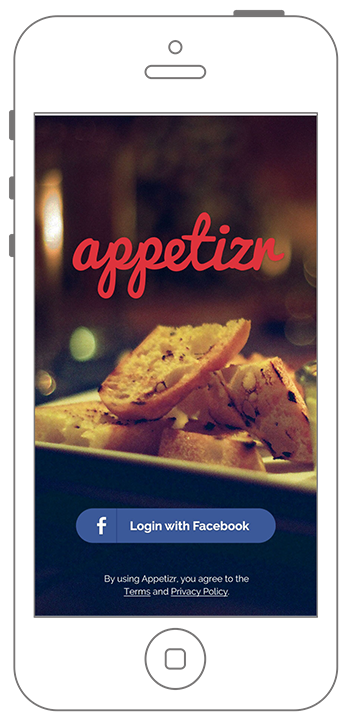 appetizr
f
Login with Facebook
By using Appetizr, you agree to the
Terms and Privacy Policy.